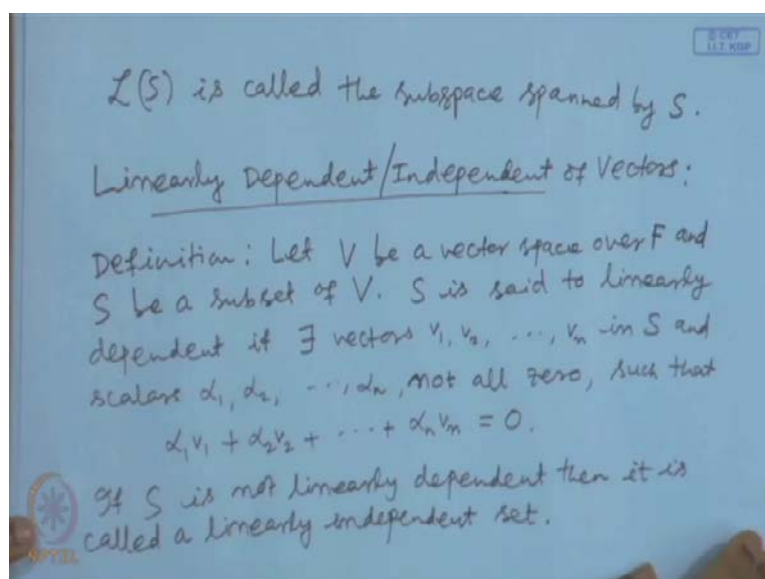 © CET
I.I.T. KGP
L(S) is called the subspace spanned by S.
Linearly Dependent/Independent of Vectors:
Definition: Let V be a vector space over F and
S be a subset of V. S is said to linearly
dependent if ∃ vectors v₁, v₂, ..., vₙ in S and
scalars α₁, α₂, ..., αₙ, not all zero, such that
α₁v₁ + α₂v₂ + ... + αₙvₙ = 0.
If S is not linearly dependent then it is
called a linearly independent set.
NPTEL